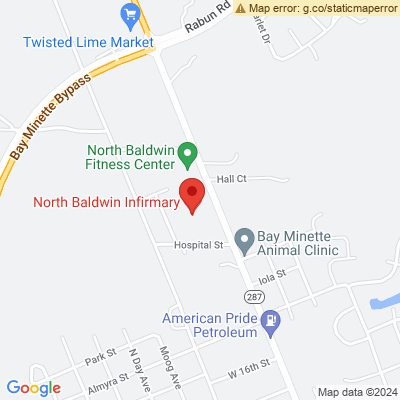 Map error: g.co/staticmaperror
Rabun Rd
Scarlet Dr
Twisted Lime Market
Bay Minette Bypass
North Baldwin
Fitness Center
Hall Ct
North Baldwin Infirmary
Bay Minette
Animal Clinic
Hospital St
Iola St
287
American Pride
Petroleum
Park St
N Day Ave
Moog Ave
W 16th St
Almyra St
Google
Map data ©2024